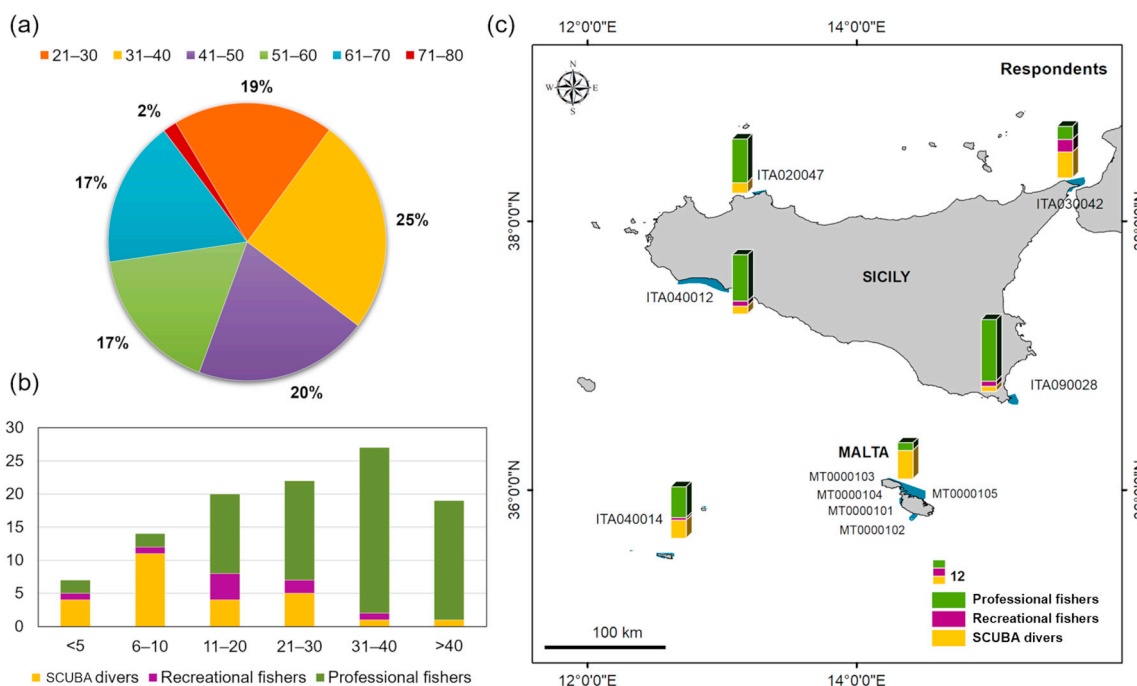 (a)
21–30 31–40 41–50 51–60 61–70 71–80
19%
2%
17%
25%
17%
20%
(b)
30
25
20
15
10
5
0
<5 6–10 11–20 21–30 31–40 >40
SCUBA divers Recreational fishers Professional fishers
(c)
12°0'0"E 14°0'0"E
Respondents
N
W E
S
ITA020047
ITA030042
38°0'0"N
SICILY
ITA040012
ITA090028
MALTA
MT0000103
36°0'0"N
MT0000104
MT0000105
ITA040014
MT0000101
MT0000102
12
Professional fishers
Recreational fishers
SCUBA divers
100 km
12°0'0"E 14°0'0"E